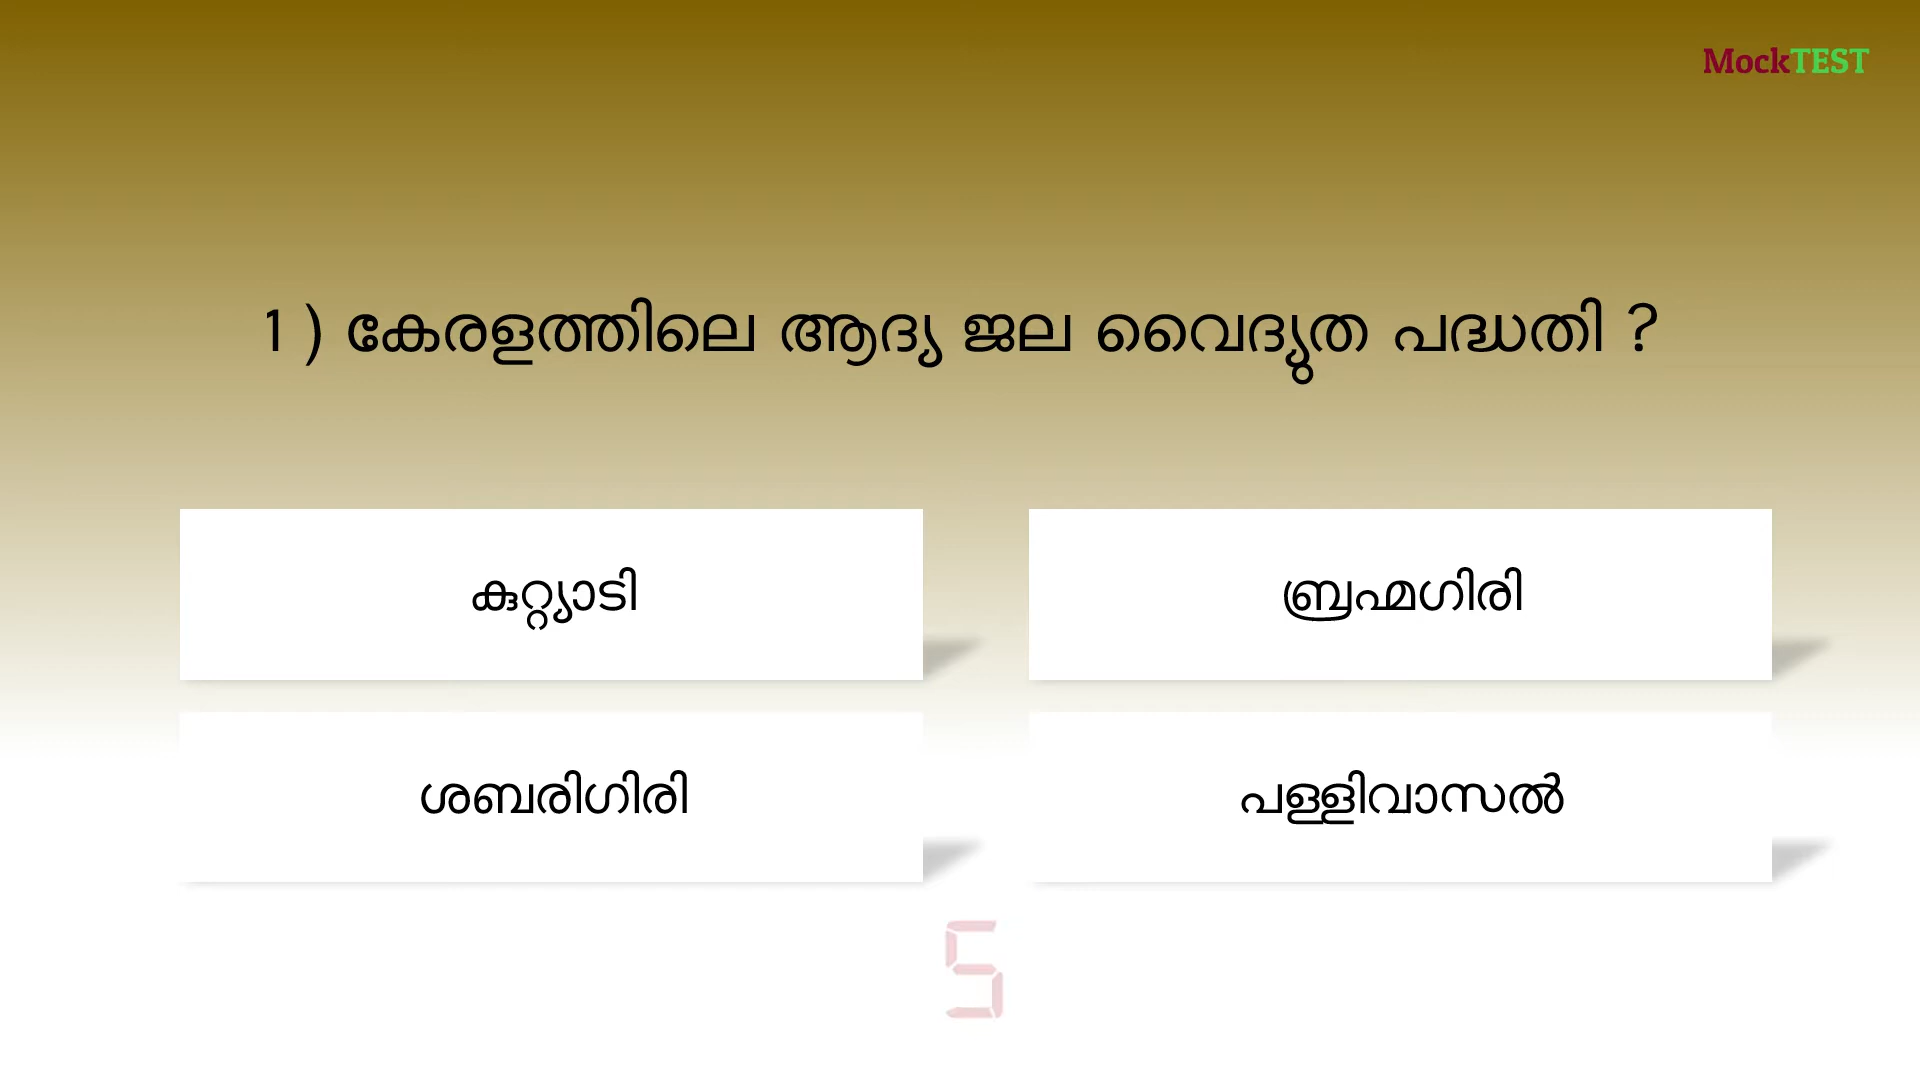 MockTEST
1 ) കേരളത്തിലെ ആദ്യ ജല വൈദ്യുത പദ്ധതി ?
കുറ്റ്യാടി
ബ്രഹ്മഗിരി
ശബരിഗിരി
പള്ളിവാസൽ
5